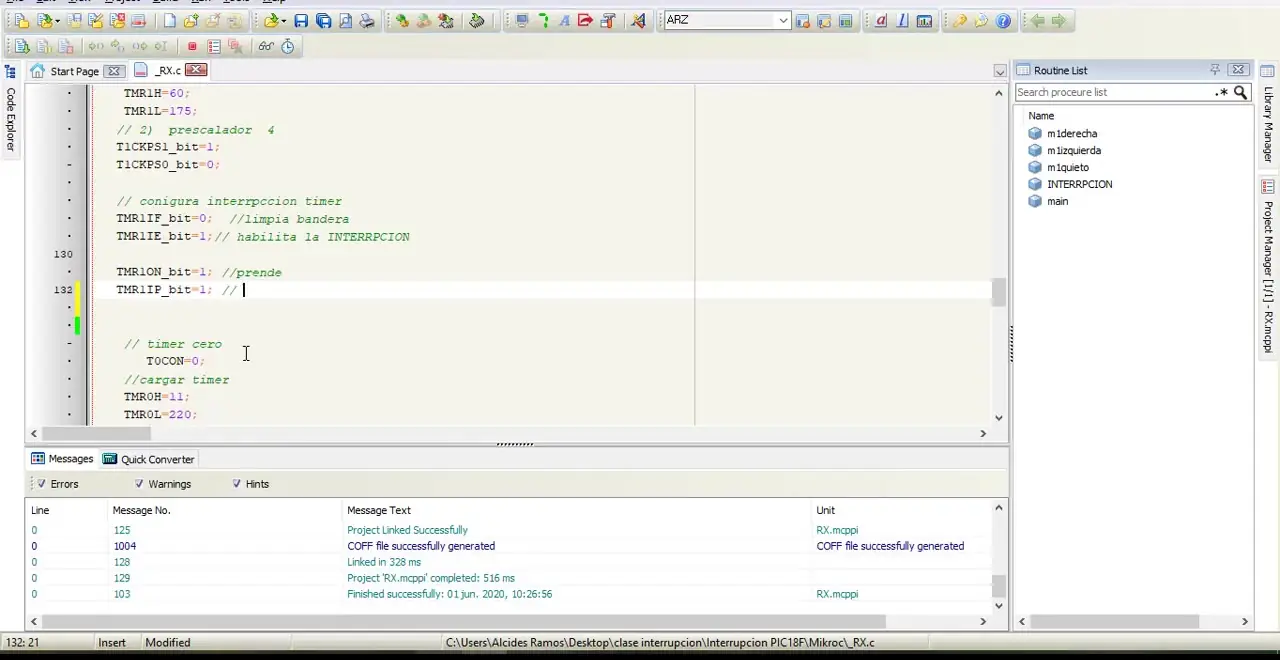 Help
ARZ
Start Page
_RX.c
Routine List
Code Explorer
TMR1H=60;
TMR1L=175;
// 2)  prescalador  4
T1CKPS1_bit=1;
T1CKPS0_bit=0;
// conigura interrpccion timer
TMR1IF_bit=0;  //limpia bandera
TMR1IE_bit=1;// habilita la INTERRPCION
130
TMR1ON_bit=1; //prende
132 TMR1IP_bit=1; //
// timer cero
T0CON=0;
//cargar timer
TMR0H=11;
TMR0L=220;
Search proceure list
.*
Name
m1derecha
m1izquierda
m1quieto
INTERRPCION
main
Library Manager
Project Manager [1/1] - RX.mcppi
Messages
Quick Converter
Errors
Warnings
Hints
Line Message No. Message Text Unit
0 125 Project Linked Successfully RX.mcppi
0 1004 COFF file successfully generated COFF file successfully generated
0 128 Linked in 328 ms
0 129 Project 'RX.mcppi' completed: 516 ms
0 103 Finished successfully: 01 jun. 2020, 10:26:56 RX.mcppi
132: 21 Insert Modified C:\Users\Alcides Ramos\Desktop\clase interrupcion\Interrupcion PIC18F\Mikroc\_RX.c